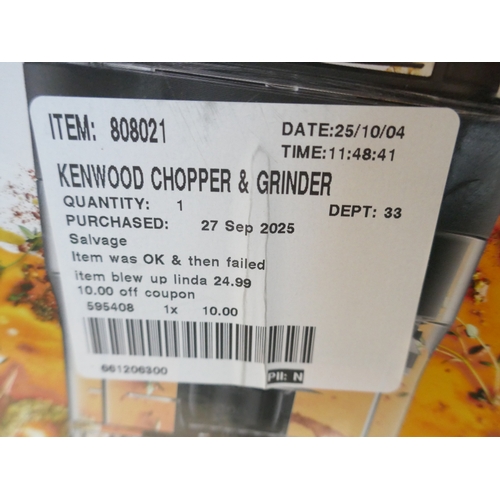 ITEM: 808021 DATE:25/10/04
TIME:11:48:41
KENWOOD CHOPPER & GRINDER
QUANTITY: 1 DEPT: 33
PURCHASED: 27 Sep 2025
Salvage
Item was OK & then failed
item blew up linda 24.99
10.00 off coupon
595408 1x 10.00
661206300
PII: N